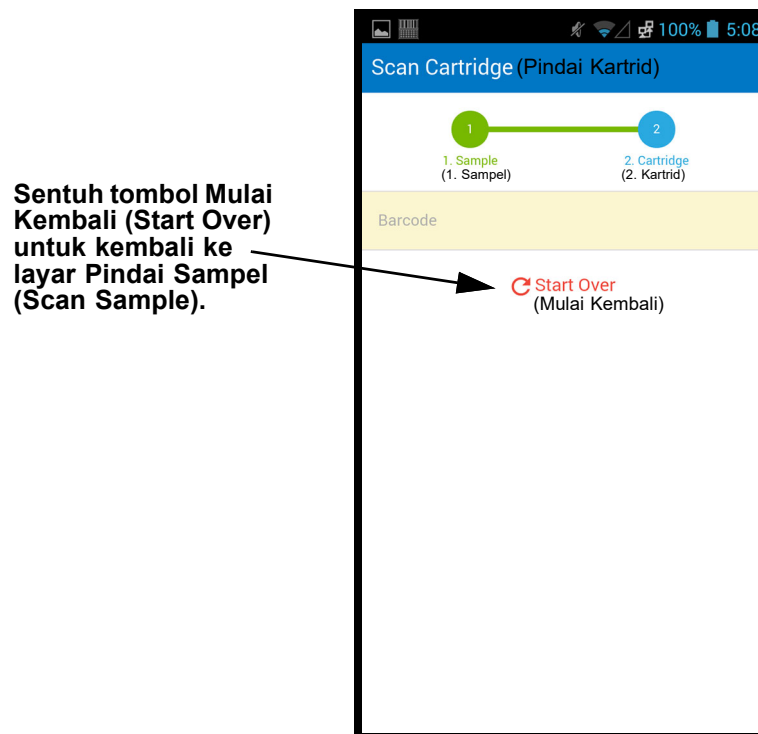 100% 5:08
Scan Cartridge (Pindai Kartrid)
1 2
1. Sample 2. Cartridge
(1. Sampel) (2. Kartrid)
Sentuh tombol Mulai
Kembali (Start Over)
untuk kembali ke
layar Pindai Sampel
(Scan Sample).
Barcode
Start Over
(Mulai Kembali)